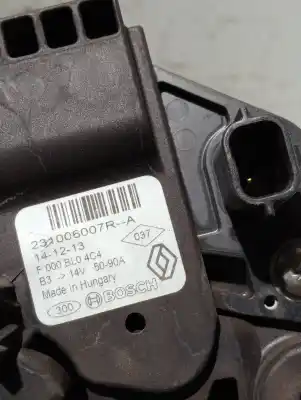 231006007R--A
14-12-13
037
F 000 BL0 4C4
B3 -> 14V 50-90A
Made in Hungary
300 BOSCH